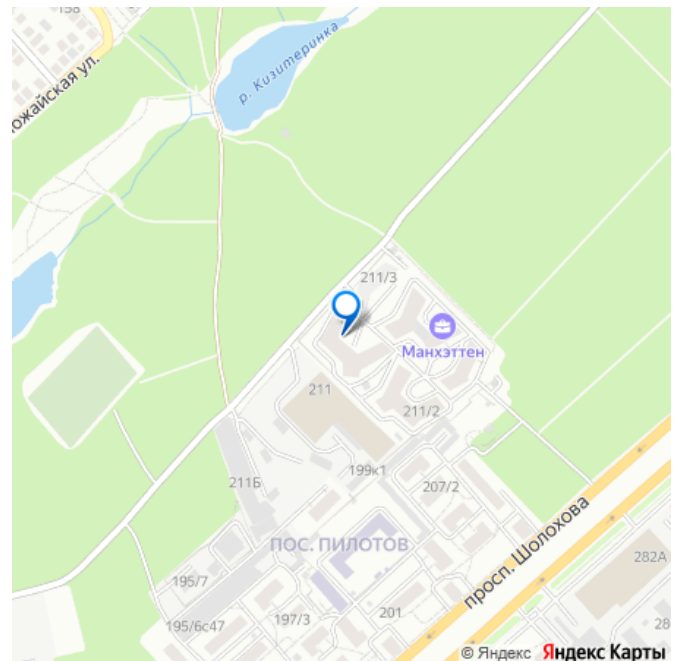 158
р. Кизитеринка
ожайская ул.
211/3
Манхэттен
211
211/2
199к1
211Б
207/2
ПОС. ПИЛОТОВ
просп. Шолохова
282А
195/7
201
197/3
195/6с47
28
© Яндекс Яндекс Карты